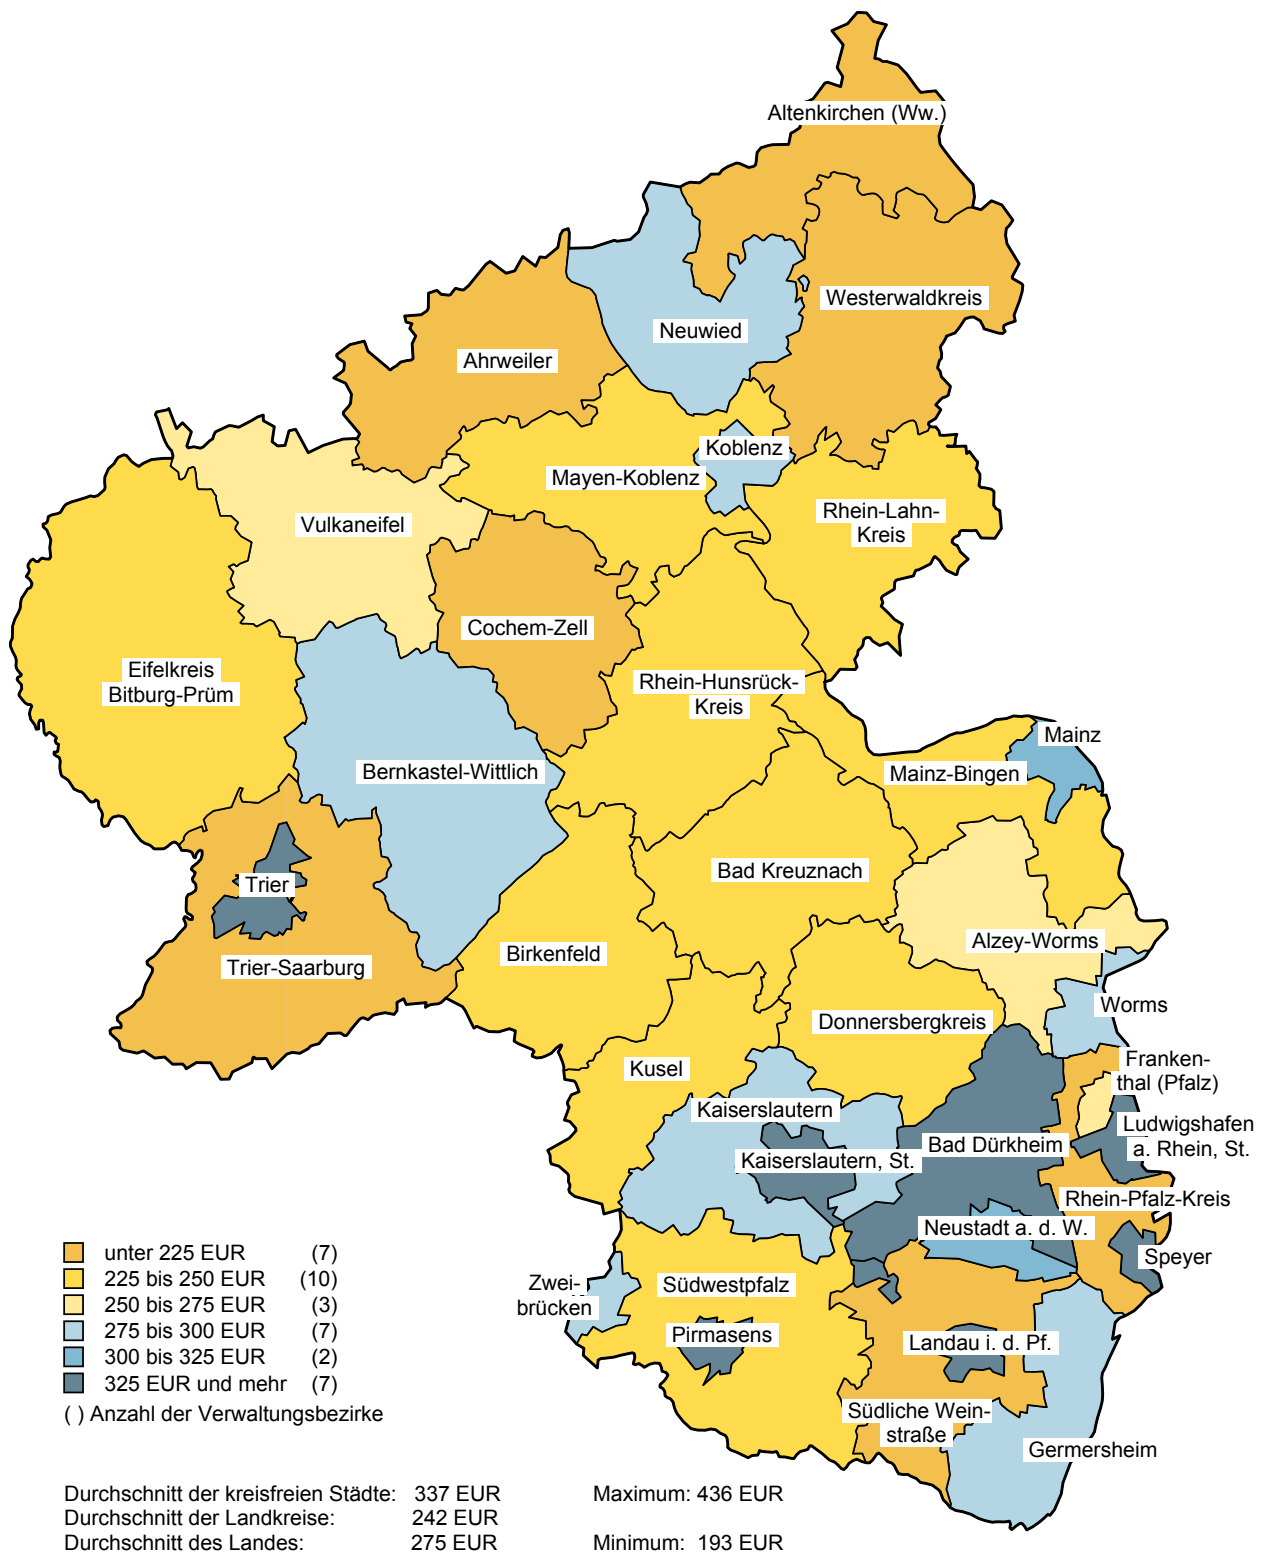 Altenkirchen (Ww.)
Westerwaldkreis
Neuwied
Ahrweiler
Koblenz
Mayen-Koblenz
Rhein-Lahn-
Kreis
Vulkaneifel
Cochem-Zell
Eifelkreis
Bitburg-Prüm
Rhein-Hunsrück-
Kreis
Mainz
Bernkastel-Wittlich
Mainz-Bingen
Bad Kreuznach
Trier
Alzey-Worms
Birkenfeld
Trier-Saarburg
Worms
Donnersbergkreis
Kusel
Franken-
thal (Pfalz)
Kaiserslautern
Ludwigshafen
a. Rhein, St.
Bad Dürkheim
Kaiserslautern, St.
Rhein-Pfalz-Kreis
Neustadt a. d. W.
Speyer
Zwei-
brücken
Südwestpfalz
Pirmasens
Landau i. d. Pf.
Südliche Wein-
straße
Germersheim
unter 225 EUR (7)
225 bis 250 EUR (10)
250 bis 275 EUR (3)
275 bis 300 EUR (7)
300 bis 325 EUR (2)
325 EUR und mehr (7)
( ) Anzahl der Verwaltungsbezirke
Durchschnitt der kreisfreien Städte: 337 EUR Maximum: 436 EUR
Durchschnitt der Landkreise: 242 EUR
Durchschnitt des Landes: 275 EUR Minimum: 193 EUR